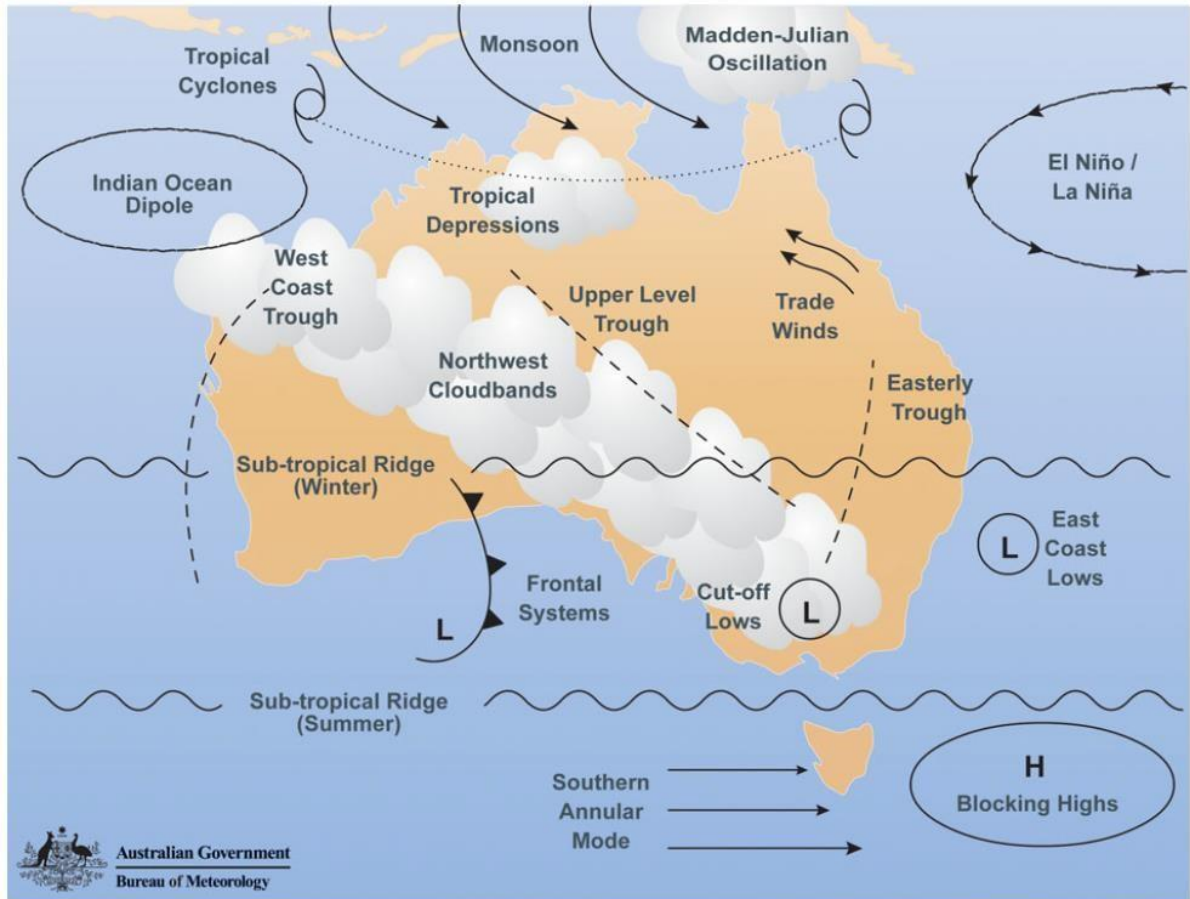 Madden-Julian
Oscillation
Monsoon
Tropical
Cyclones
El Niño /
La Niña
Indian Ocean
Dipole
Tropical
Depressions
West
Coast
Trough
Upper Level
Trough
Trade
Winds
Northwest
Cloudbands
Easterly
Trough
Sub-tropical Ridge
(Winter)
L
East
Coast
Lows
Frontal
Systems
L
Cut-off
Lows
L
Sub-tropical Ridge
(Summer)
Southern
Annular
Mode
H
Blocking Highs
Australian Government
Bureau of Meteorology